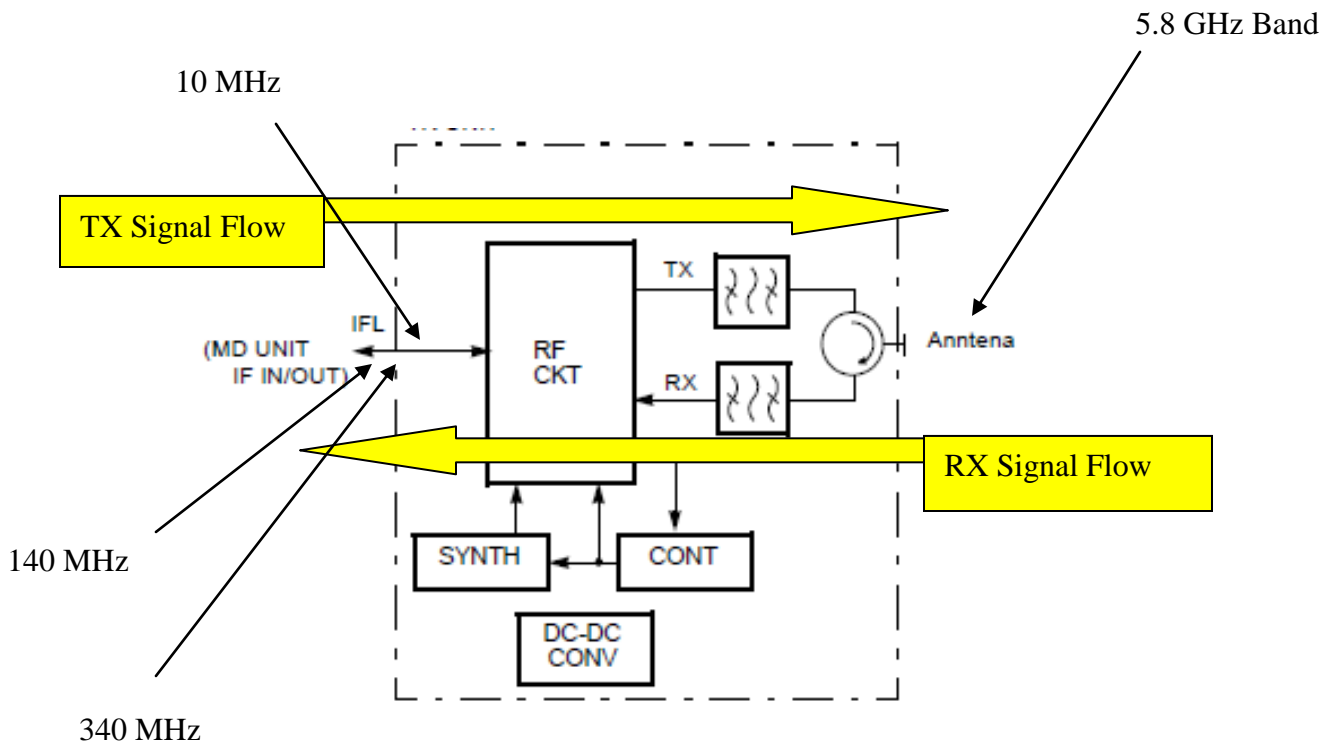 5.8 GHz Band
10 MHz
TX Signal Flow
TX
IFL
(MD UNIT
IF IN/OUT)
RF
CKT
Anntena
RX
RX Signal Flow
140 MHz
SYNTH
CONT
DC-DC
CONV
340 MHz